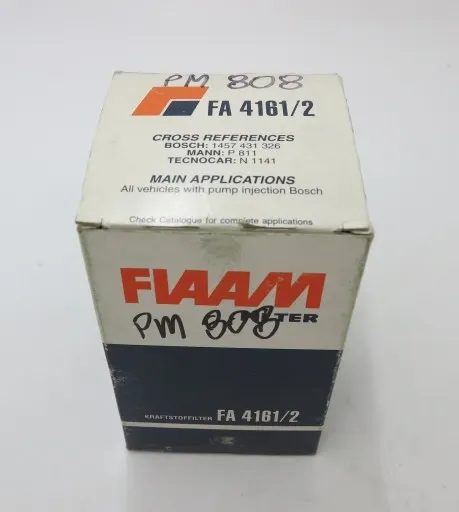 PM 808
FA 4161/2
CROSS REFERENCES
BOSCH: 1457 431 326
MANN: P 811
TECNOCAR: N 1141
MAIN APPLICATIONS
All vehicles with pump injection Bosch
Check Catalogue for complete applications
FIAAM
FILTER
PM 808
KRAFTSTOFFILTER FA 4161/2